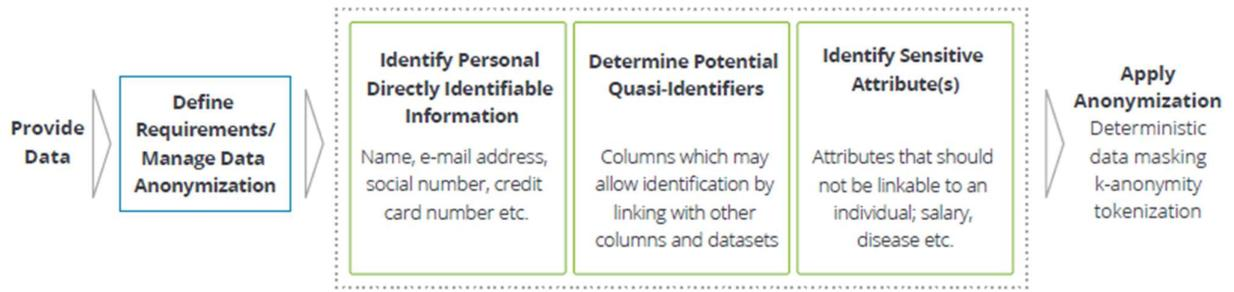 Provide
Data
Define
Requirements/
Manage Data
Anonymization
Identify Personal
Directly Identifiable
Information
Name, e-mail address,
social number, credit
card number etc.
Determine Potential
Quasi-Identifiers
Columns which may
allow identification by
linking with other
columns and datasets
Identify Sensitive
Attribute(s)
Attributes that should
not be linkable to an
individual; salary,
disease etc.
Apply
Anonymization
Deterministic
data masking
k-anonymity
tokenization